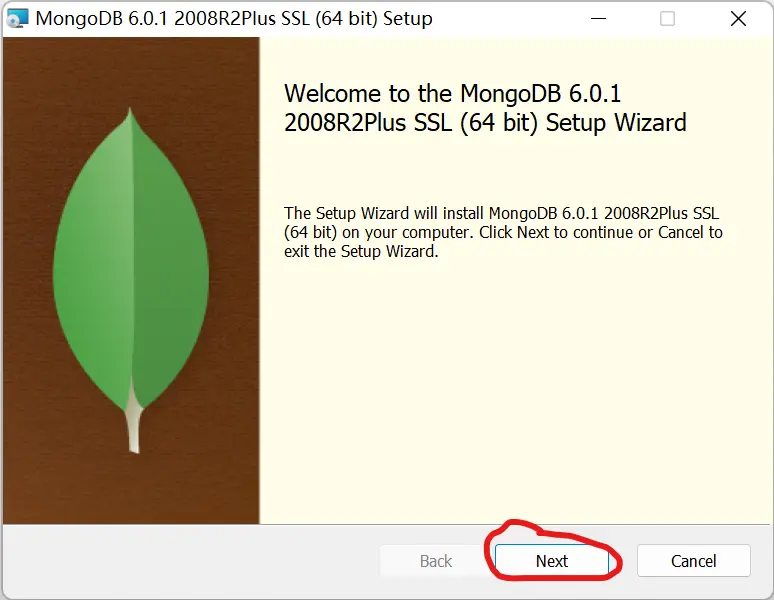 MongoDB 6.0.1 2008R2Plus SSL (64 bit) Setup
Welcome to the MongoDB 6.0.1
2008R2Plus SSL (64 bit) Setup Wizard
The Setup Wizard will install MongoDB 6.0.1 2008R2Plus SSL
(64 bit) on your computer. Click Next to continue or Cancel to
exit the Setup Wizard.
Back
Next
Cancel